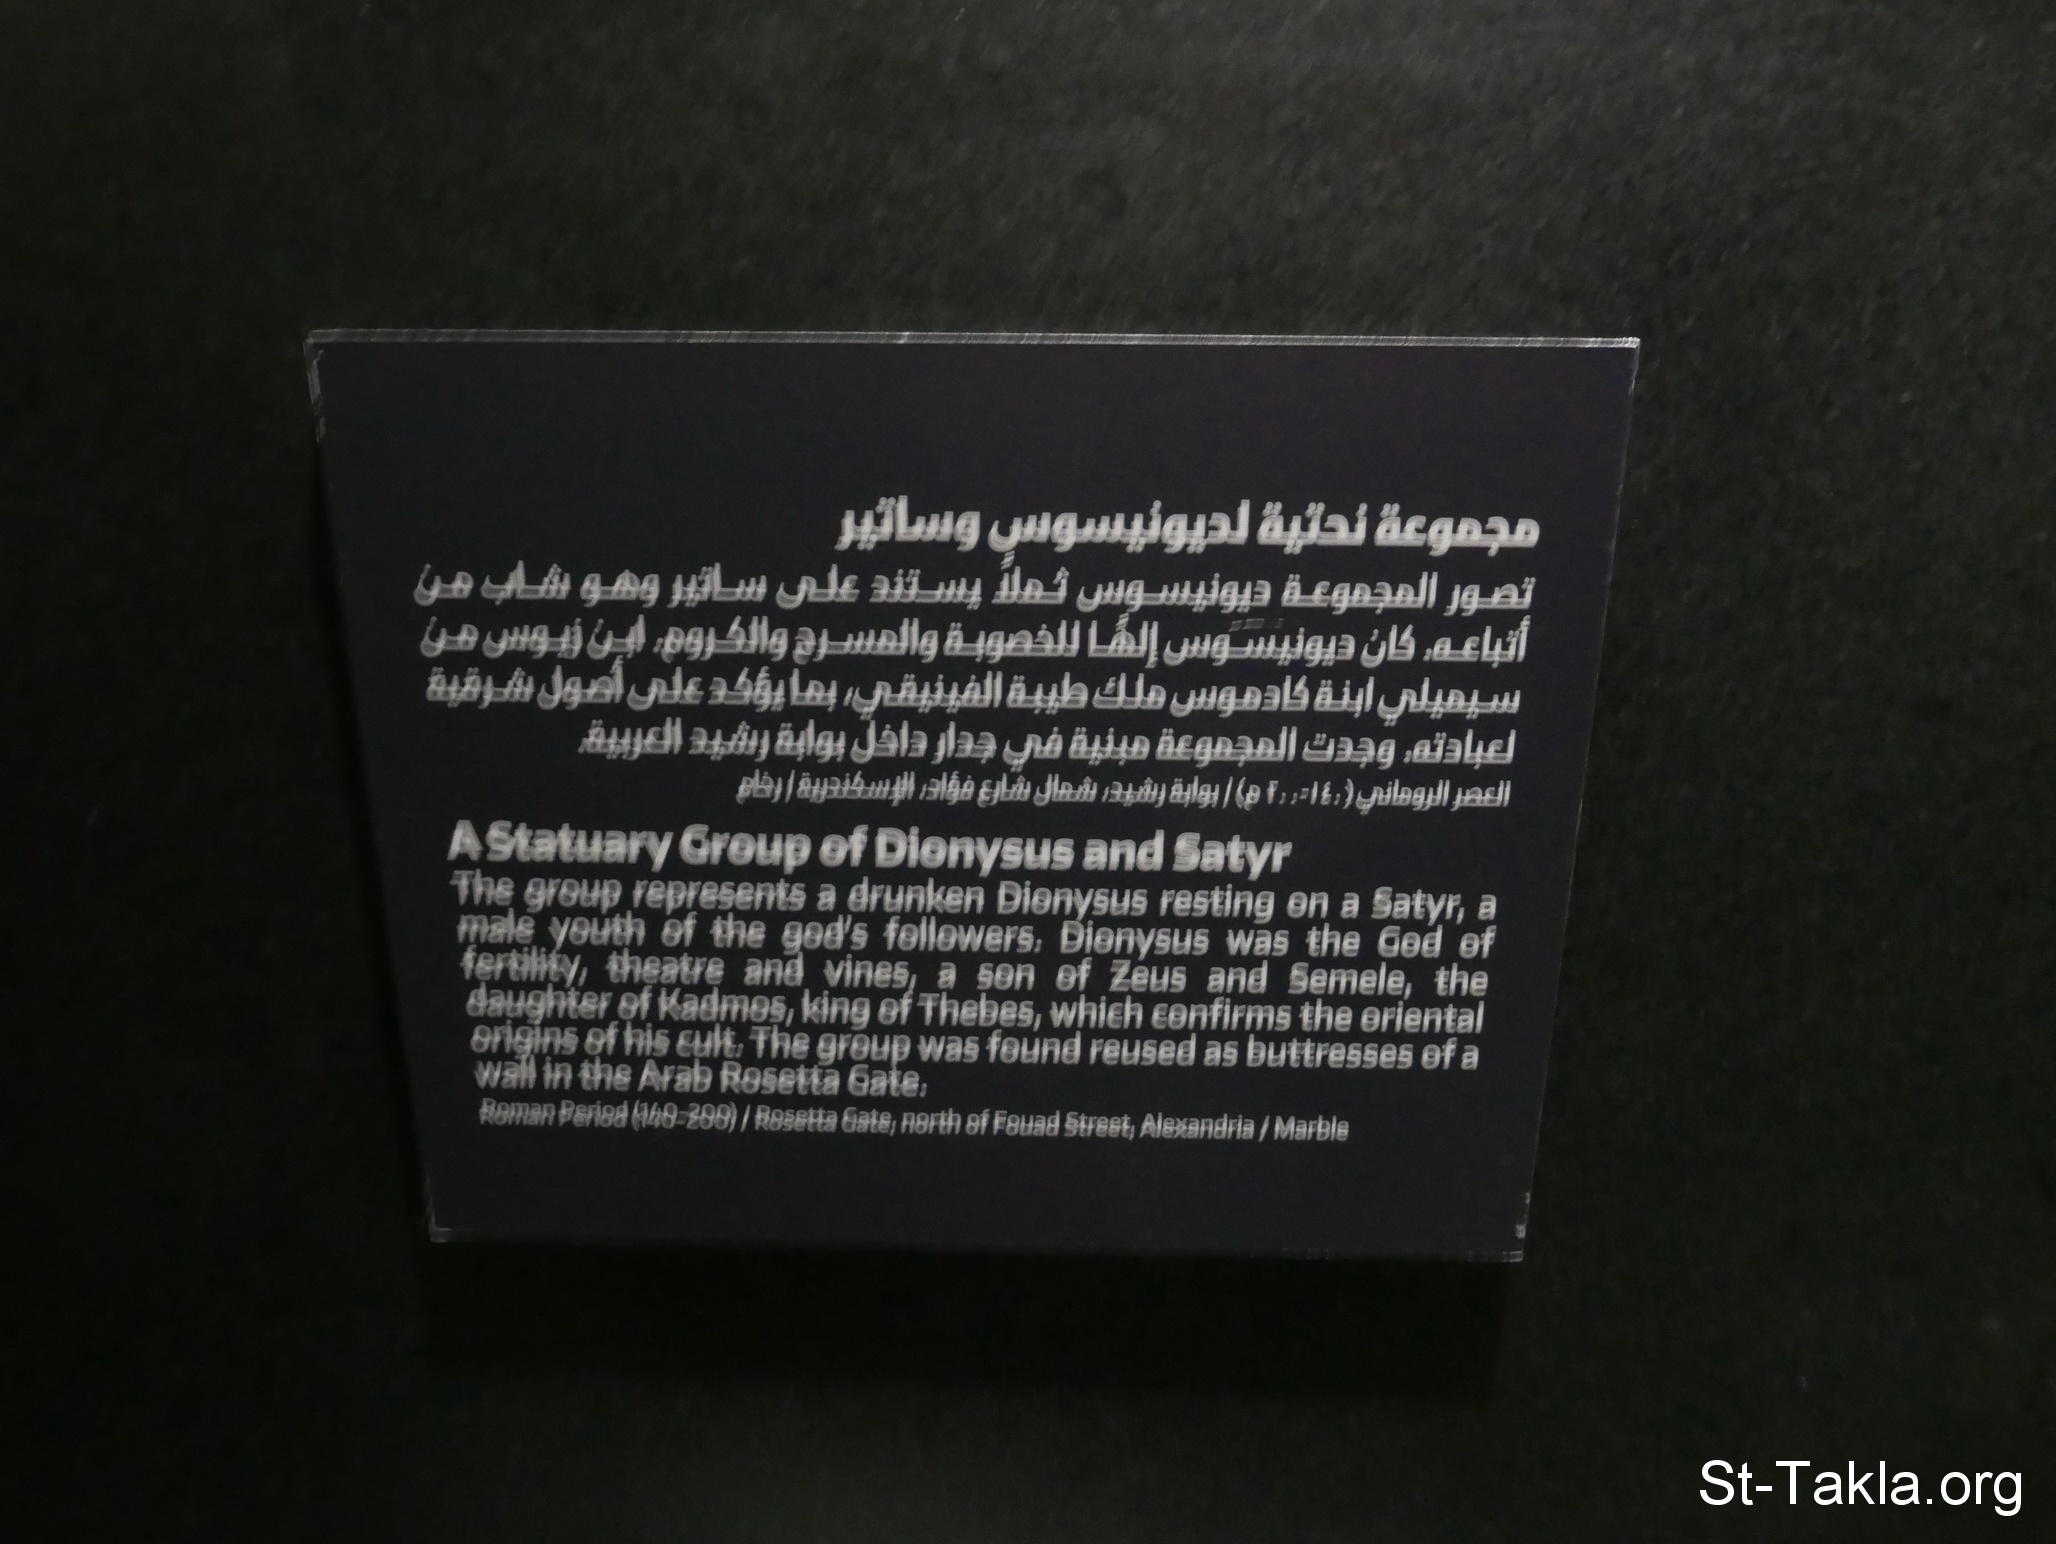 مجموعة نحتية لديونيسوس وساتير
تصور المجموعة ديونيسوس ثملاً يستند على ساتير وهو شاب من
أتباعه. كان ديونيسوس إلهًا للخصوبة والمسرح والكروم، ابن زيوس من
سيميلي ابنة كادموس ملك طيبة الفينيقي، بما يؤكد على أصول شرقية
لعبادته. وجدت المجموعة مبنية في جدار داخل بوابة رشيد العربية.
العصر الروماني (١٤٠-٢٠٠ م) / بوابة رشيد، شمال شارع فؤاد، الإسكندرية / رخام
A Statuary Group of Dionysus and Satyr
The group represents a drunken Dionysus resting on a Satyr, a
male youth of the god's followers. Dionysus was the God of
fertility, theatre and vines, a son of Zeus and Semele, the
daughter of Kadmos, king of Thebes, which confirms the oriental
origins of his cult. The group was found reused as buttresses of a
wall in the Arab Rosetta Gate.
Roman Period (140-200) / Rosetta Gate, north of Fouad Street, Alexandria / Marble
St-Takla.org